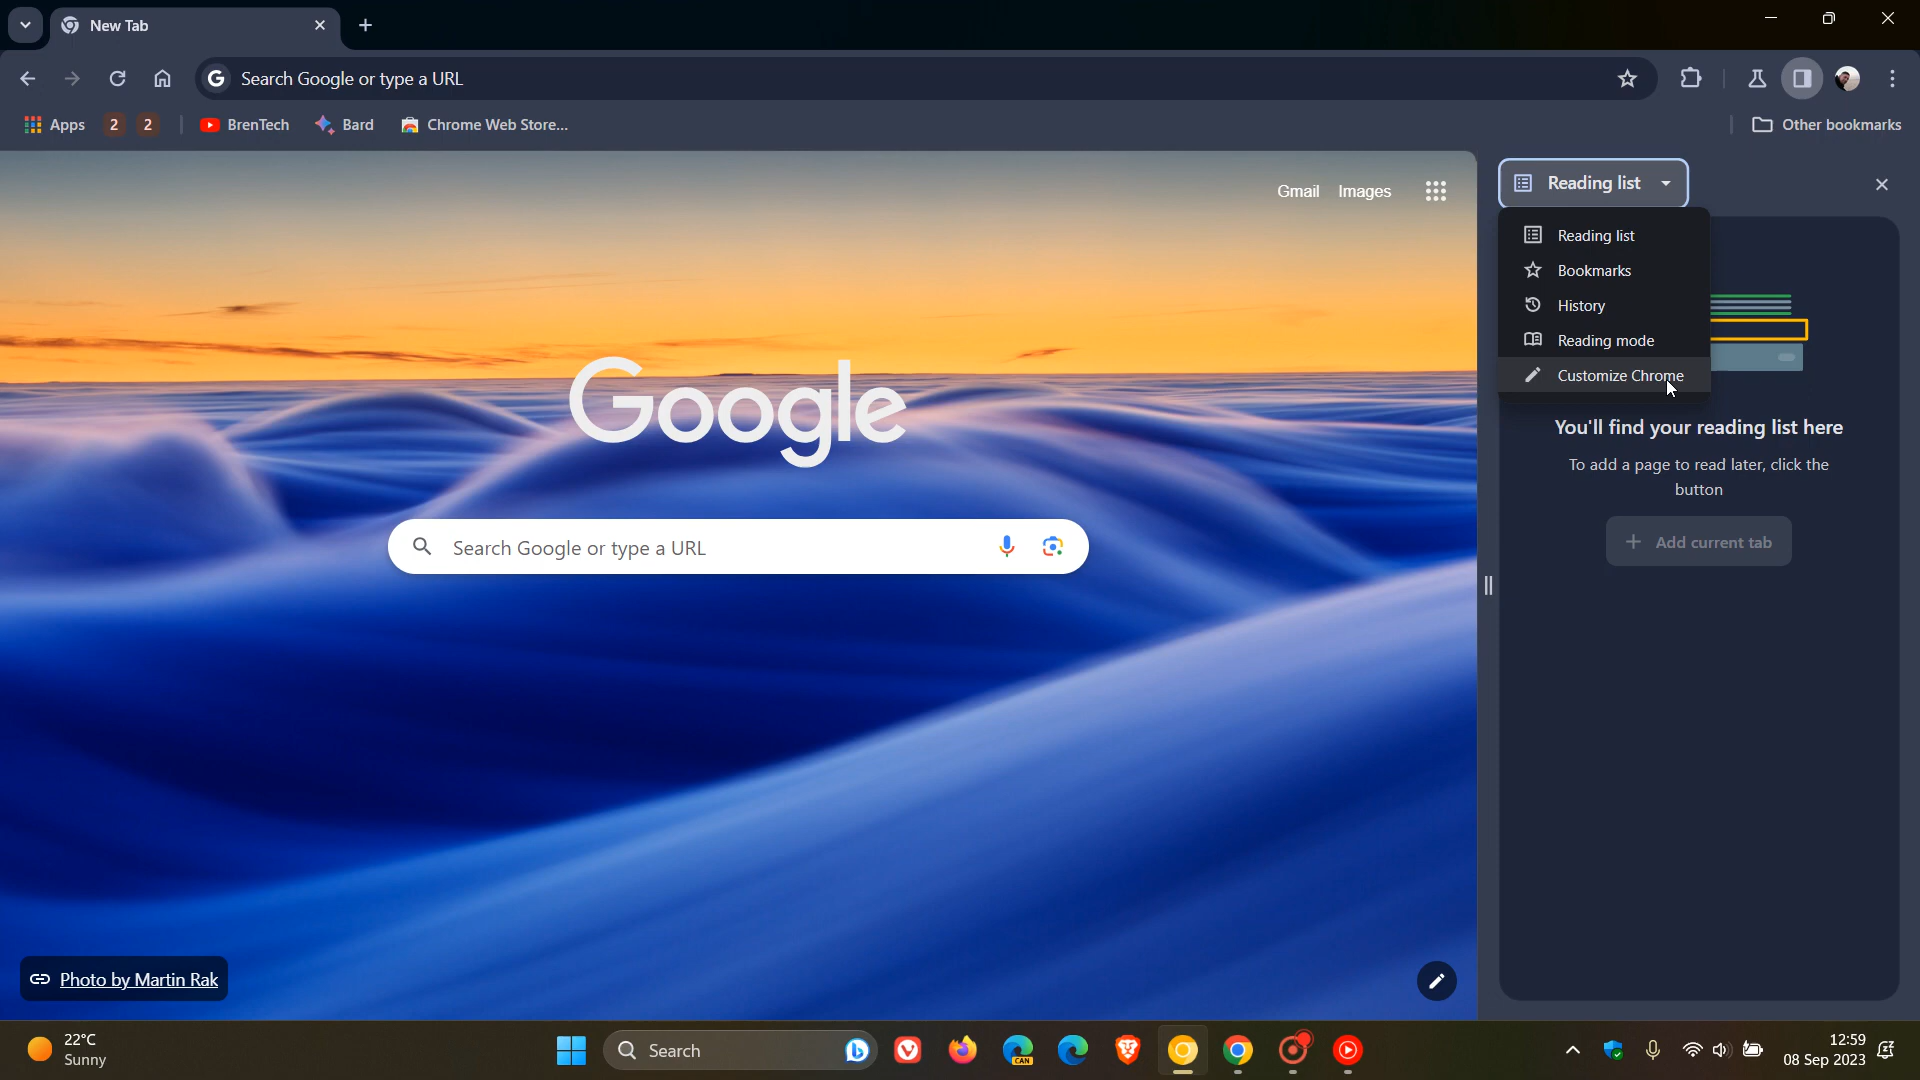 New Tab
Search Google or type a URL
Apps
2
2
BrenTech
Bard
Chrome Web Store...
Other bookmarks
Gmail
Images
Reading list
Reading list
Bookmarks
History
Reading mode
Customize Chrome
You'll find your reading list here
To add a page to read later, click the
button
Add current tab
Google
Search Google or type a URL
Photo by Martin Rak
22°C
Sunny
Search
CAN
12:59
08 Sep 2023